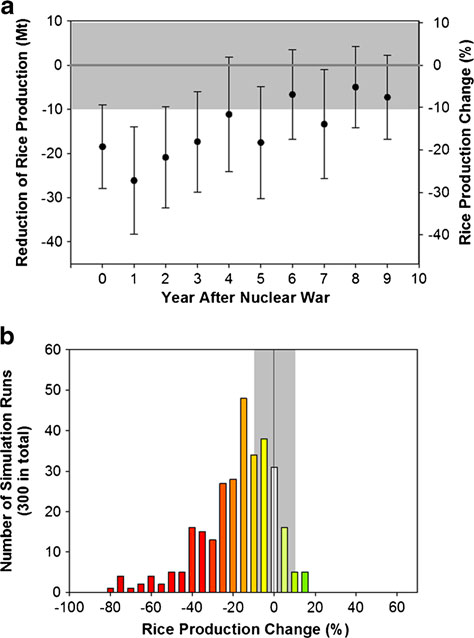 a
Reduction of Rice Production (Mt)
10
0
-10
-20
-30
-40
10
0
-10
-20
-30
-40
Rice Production Change (%)
0 1 2 3 4 5 6 7 8 9 10
Year After Nuclear War
b
Number of Simulation Runs
(300 in total)
60
50
40
30
20
10
0
-100 -80 -60 -40 -20 0 20 40 60
Rice Production Change (%)